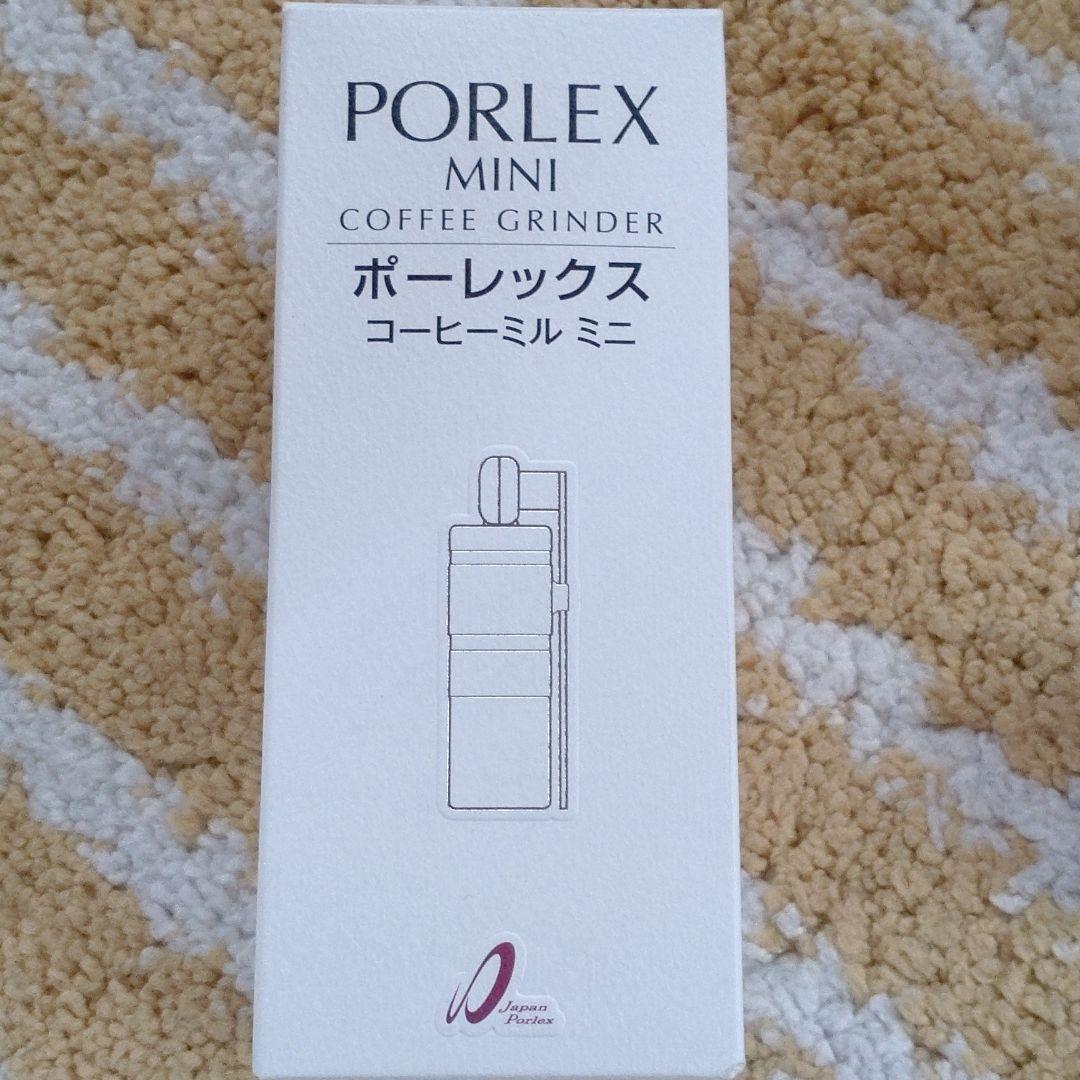 PORLEX
MINI
COFFEE GRINDER
ポーレックス
コーヒーミル ミニ
Japan
Porlex